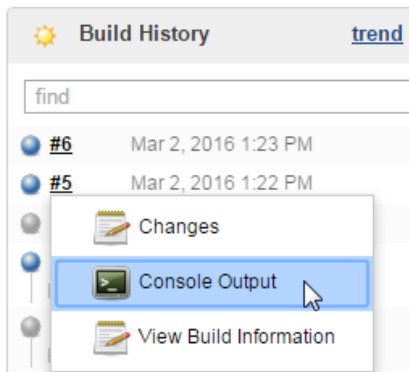 Build History trend
find
#6 Mar 2, 2016 1:23 PM
#5 Mar 2, 2016 1:22 PM
Changes
Console Output
View Build Information